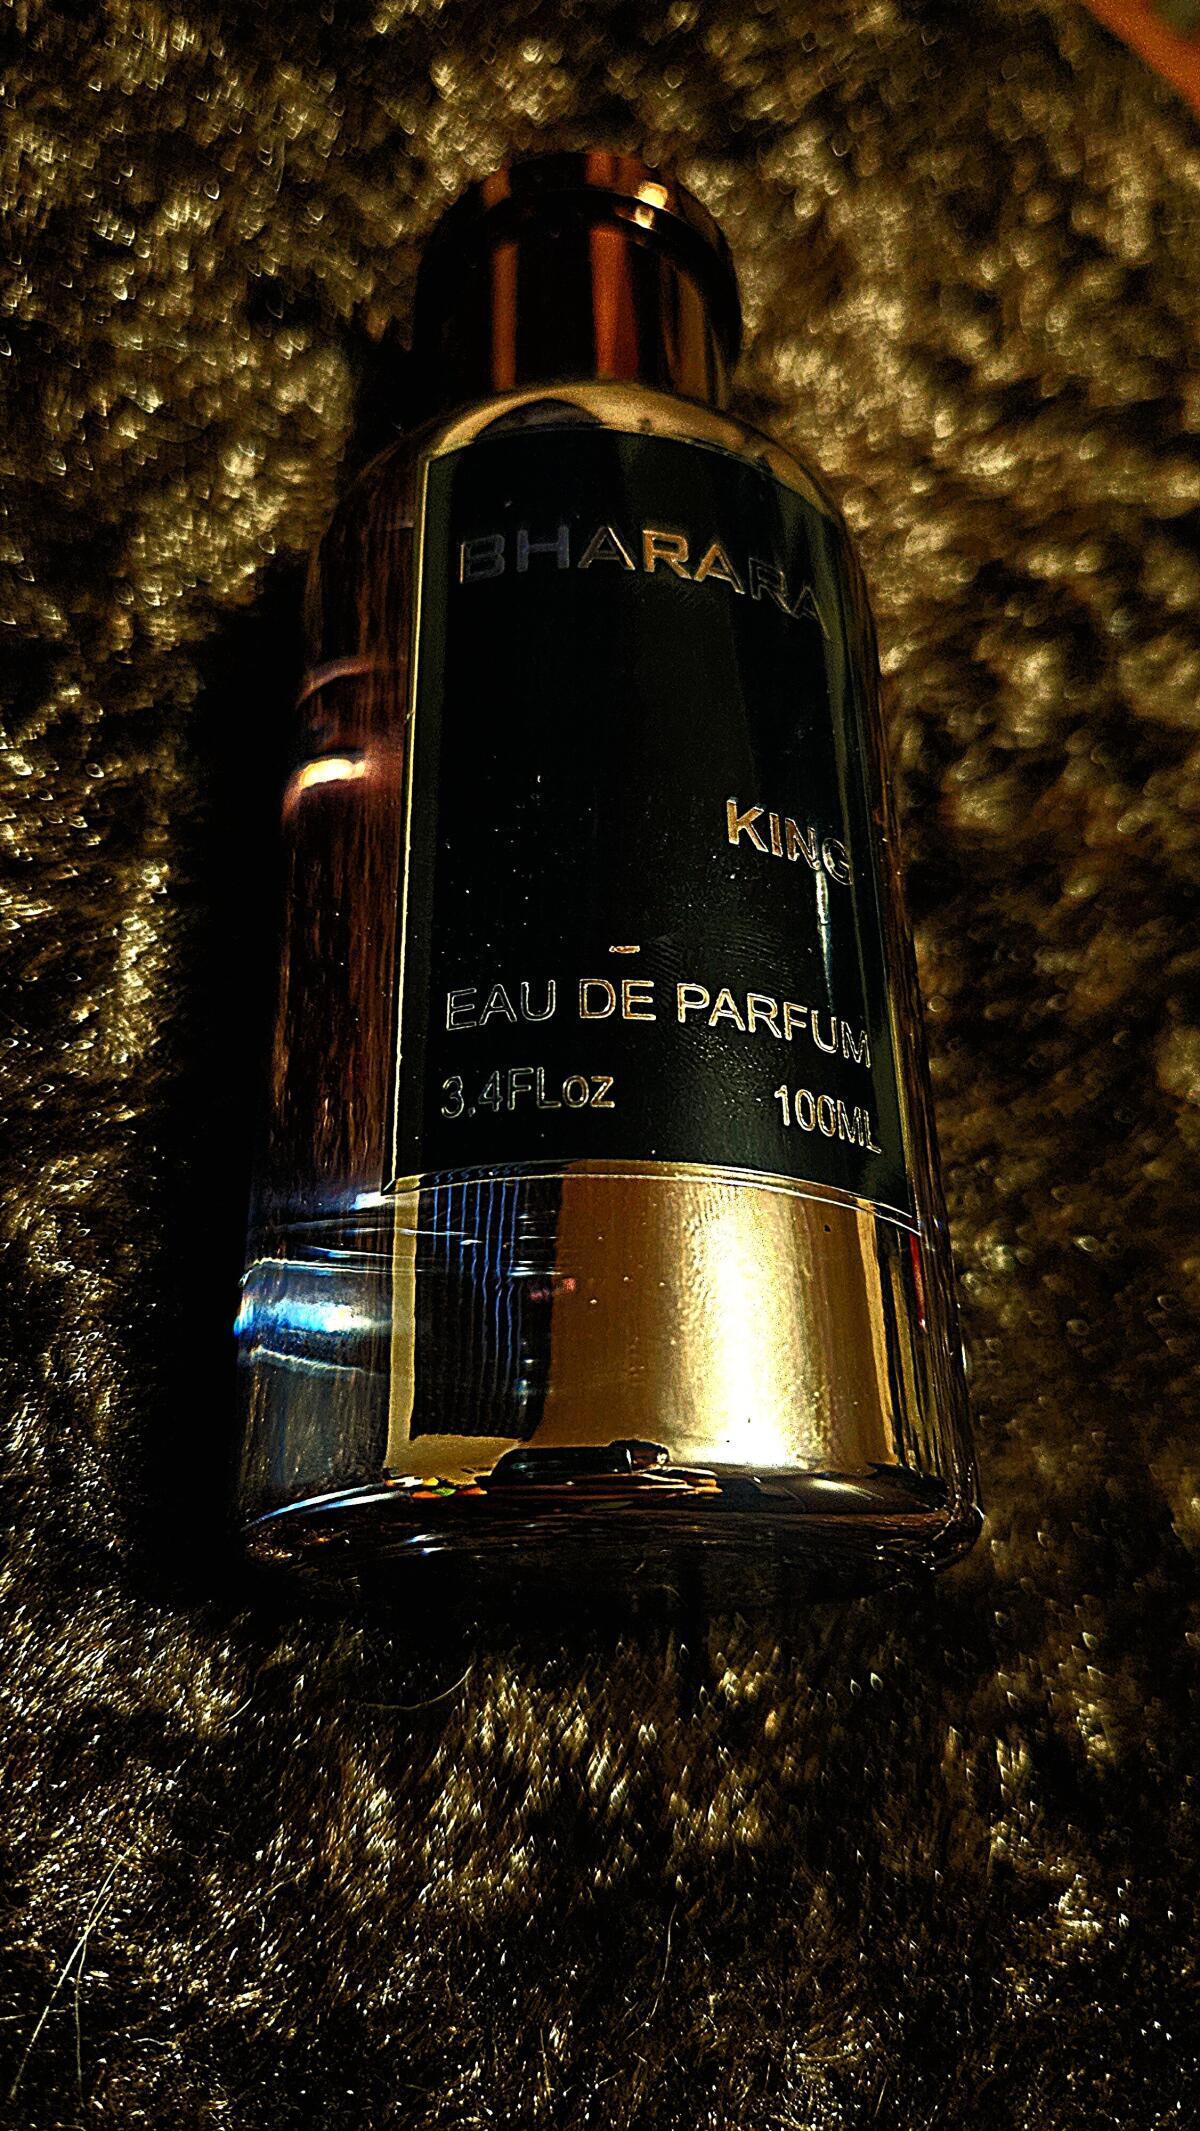 BHARARA
KING
EAU DE PARFUM
3.4FLoz 100ML